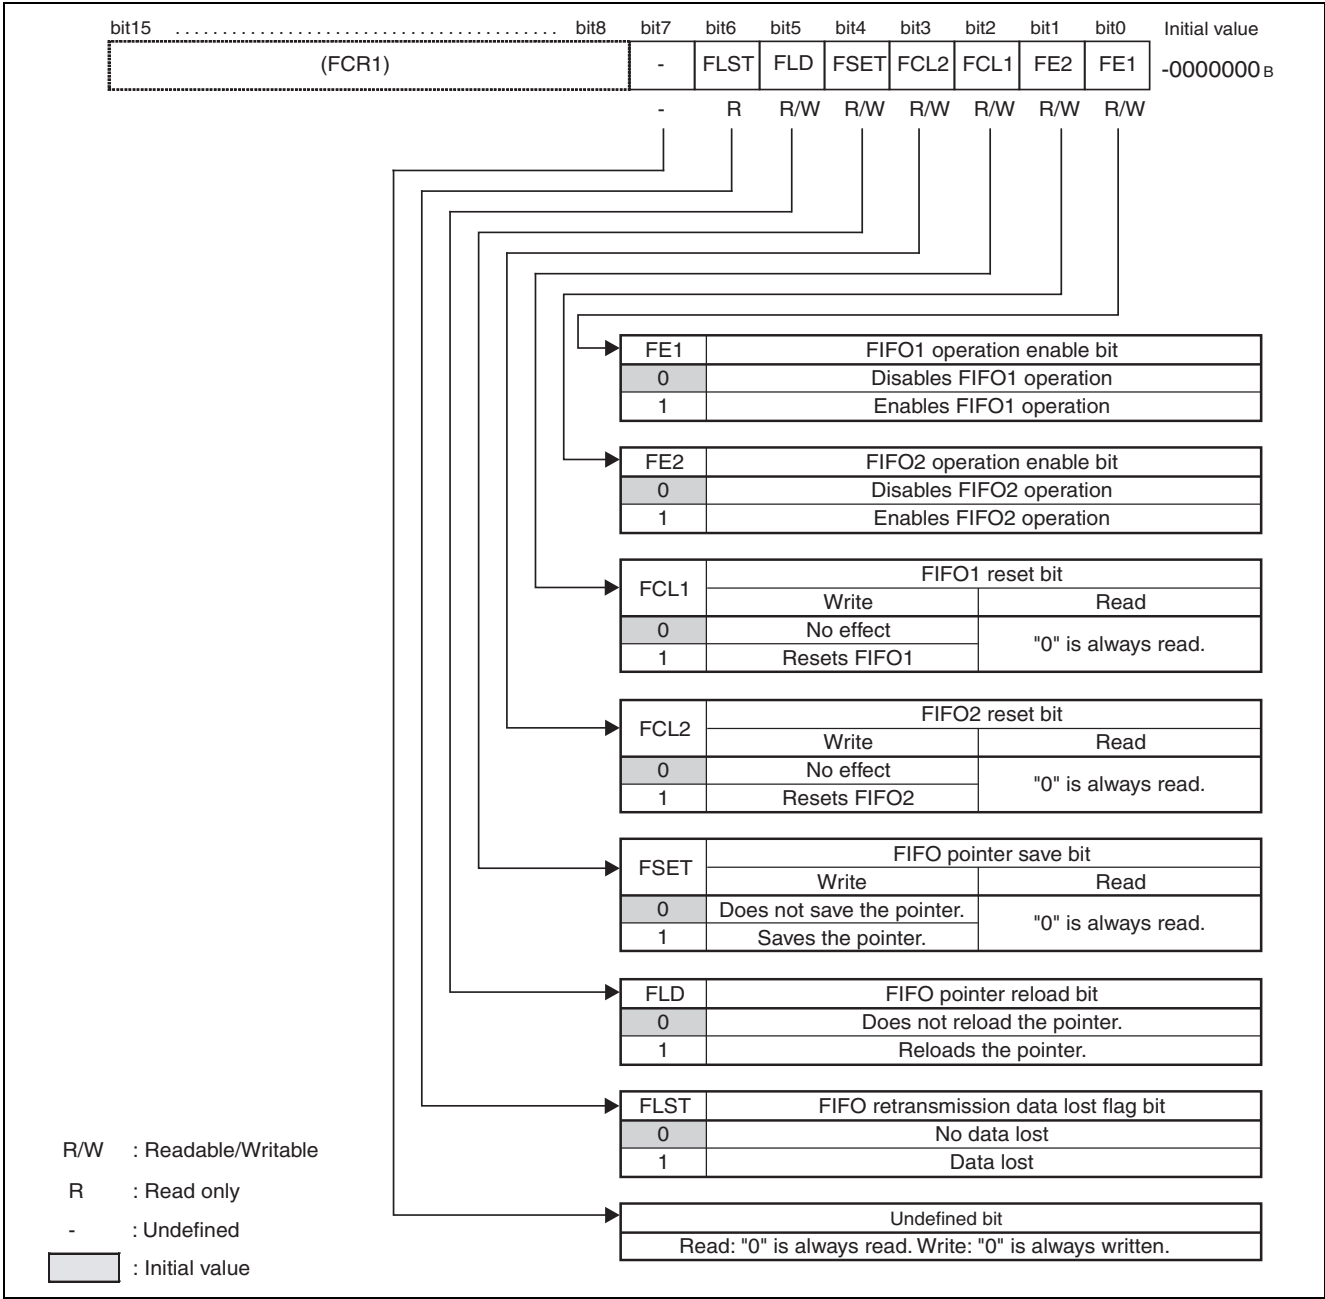 bit15 . . . . . . . . . . . . . . . . . . . . . . . . . . . . . . . . . . . . . . . . . bit8 bit7 bit6 bit5 bit4 bit3 bit2 bit1 bit0 Initial value
(FCR1) - FLST FLD FSET FCL2 FCL1 FE2 FE1 -0000000 B
- R R/W R/W R/W R/W R/W R/W
FE1 FIFO1 operation enable bit
0 Disables FIFO1 operation
1 Enables FIFO1 operation
FE2 FIFO2 operation enable bit
0 Disables FIFO2 operation
1 Enables FIFO2 operation
FCL1 FIFO1 reset bit
Write Read
0 No effect "0" is always read.
1 Resets FIFO1
FCL2 FIFO2 reset bit
Write Read
0 No effect "0" is always read.
1 Resets FIFO2
FSET FIFO pointer save bit
Write Read
0 Does not save the pointer. "0" is always read.
1 Saves the pointer.
FLD FIFO pointer reload bit
0 Does not reload the pointer.
1 Reloads the pointer.
FLST FIFO retransmission data lost flag bit
0 No data lost
1 Data lost
Undefined bit
Read: "0" is always read. Write: "0" is always written.
R/W : Readable/Writable
R : Read only
- : Undefined
: Initial value